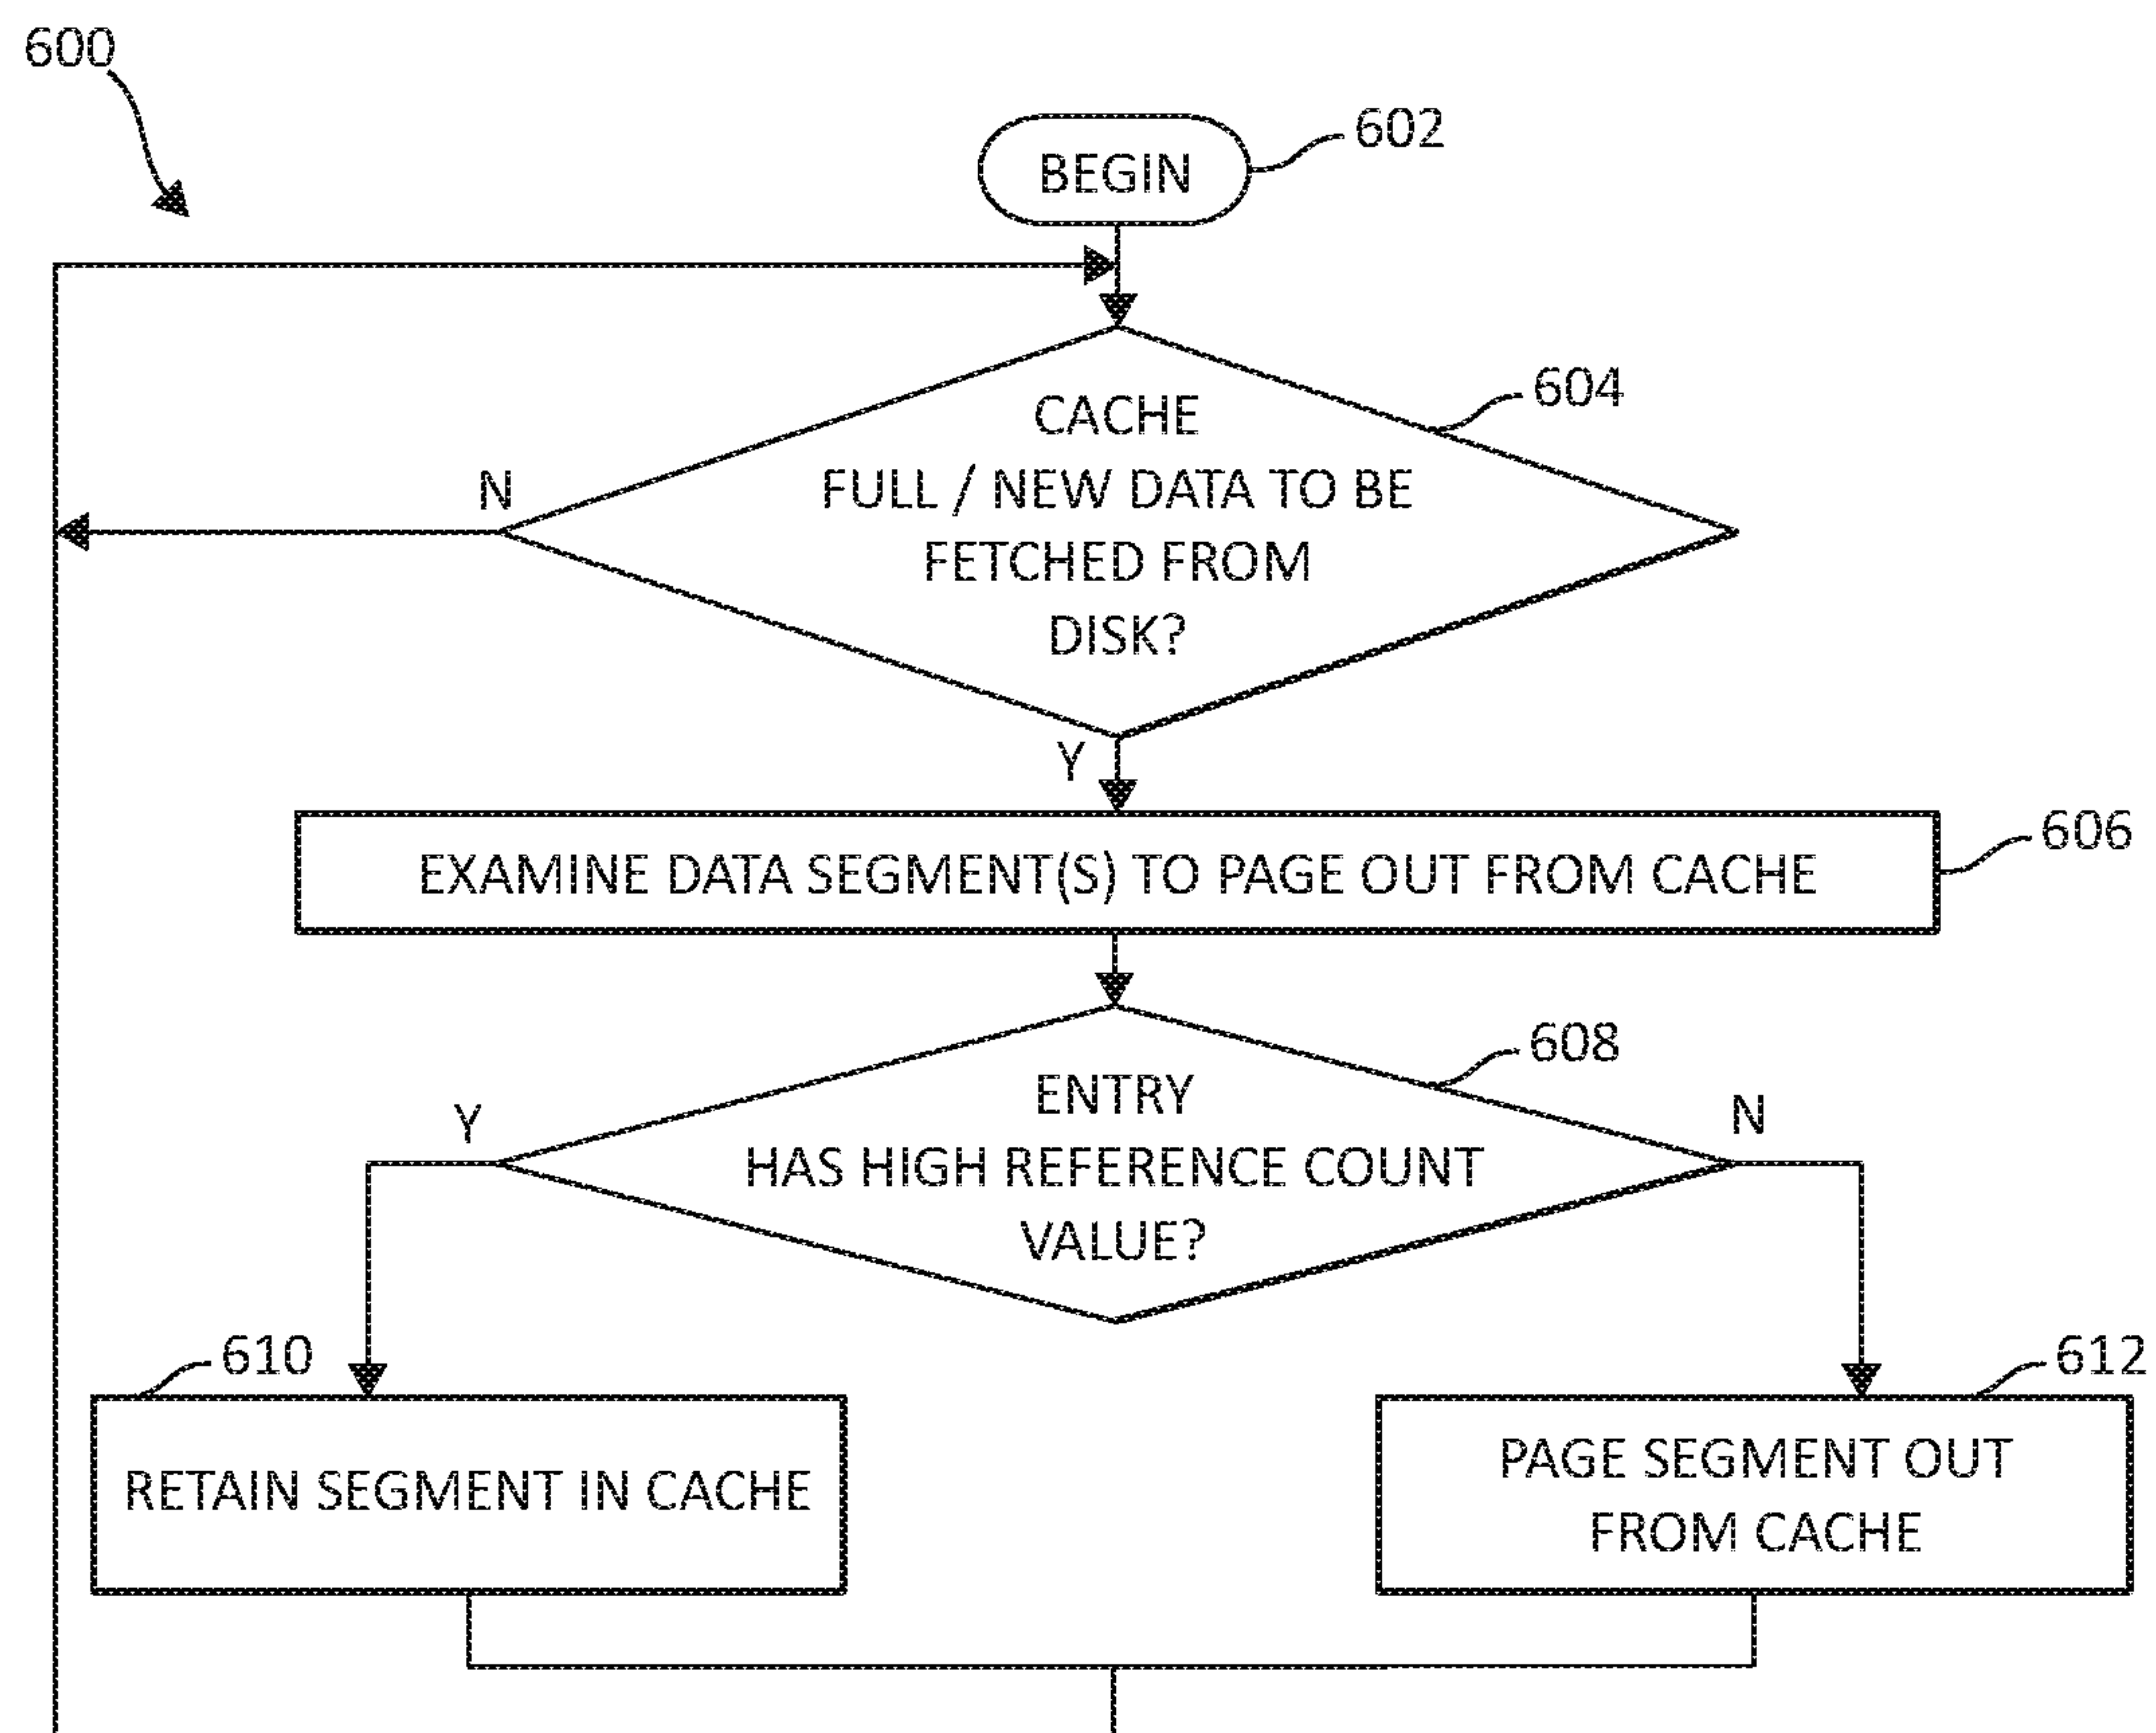 600
BEGIN
602
CACHE
FULL / NEW DATA TO BE
FETCHED FROM
DISK?
604
N
Y
EXAMINE DATA SEGMENT(S) TO PAGE OUT FROM CACHE
606
ENTRY
HAS HIGH REFERENCE COUNT
VALUE?
608
Y
N
610
RETAIN SEGMENT IN CACHE
612
PAGE SEGMENT OUT
FROM CACHE